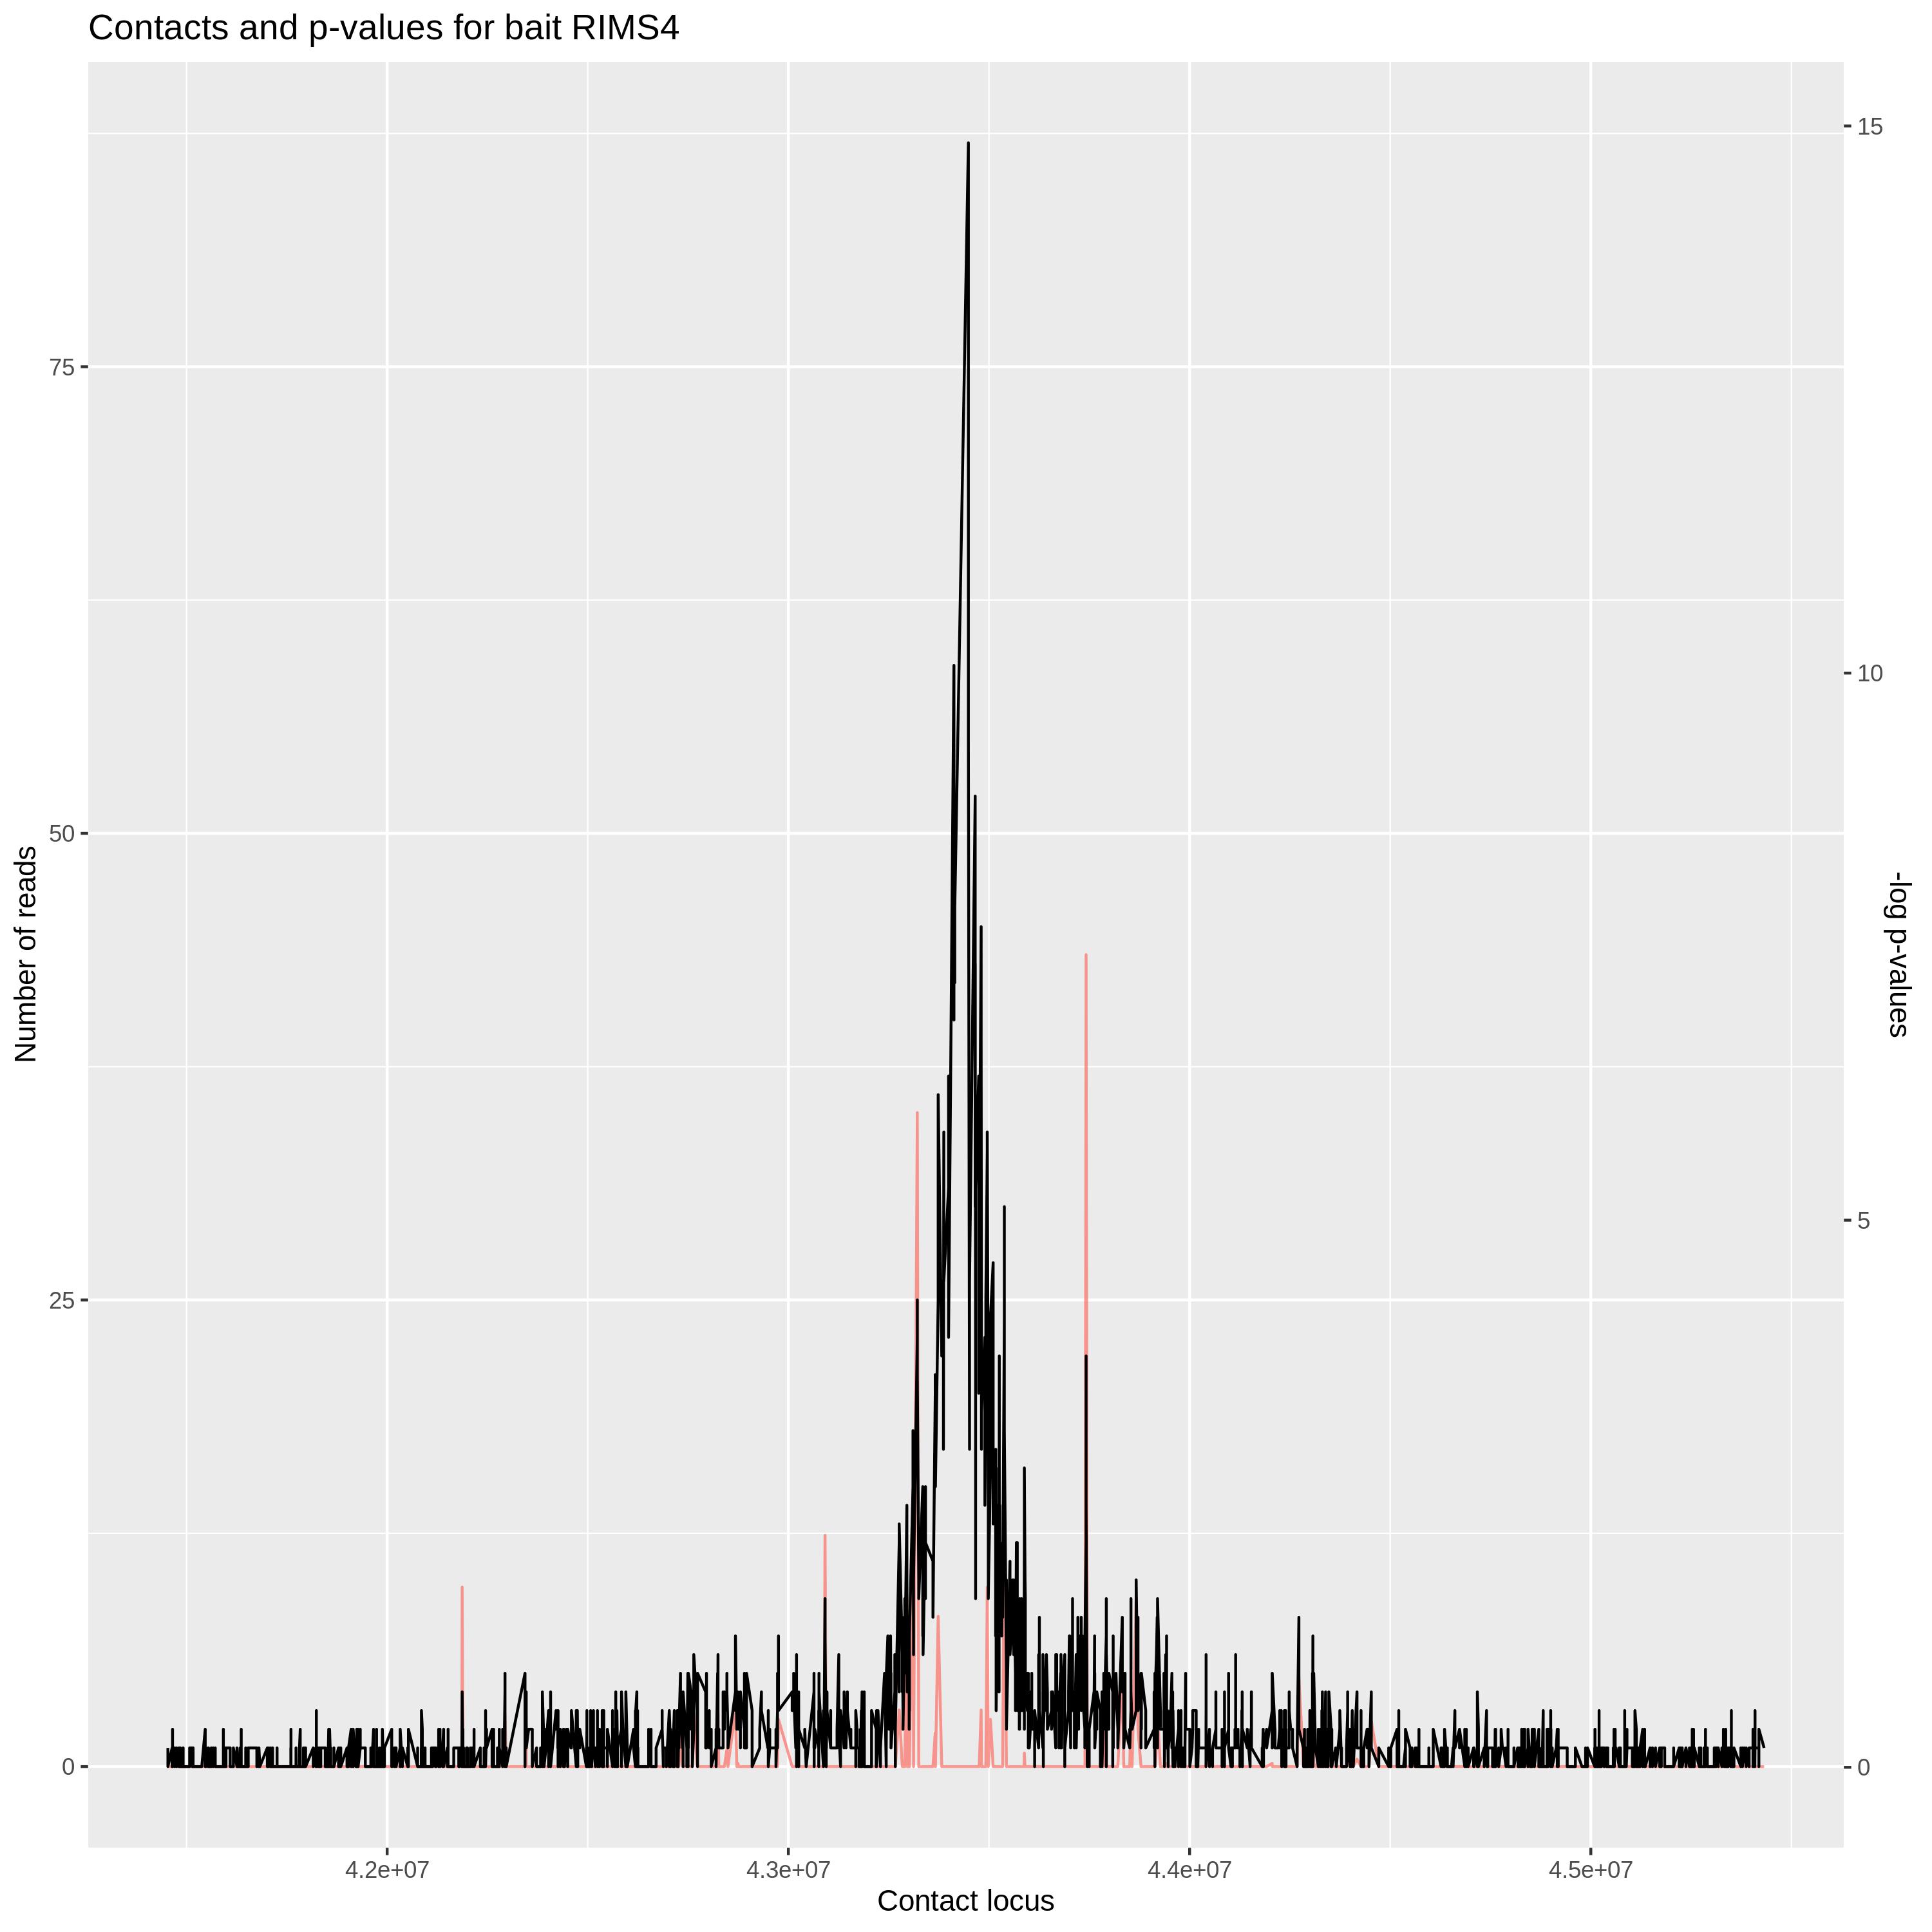 Contacts and p-values for bait RIMS4
Number of reads
75
50
25
0
15
10
5
0
-log p-values
4.2e+07
4.3e+07
4.4e+07
4.5e+07
Contact locus